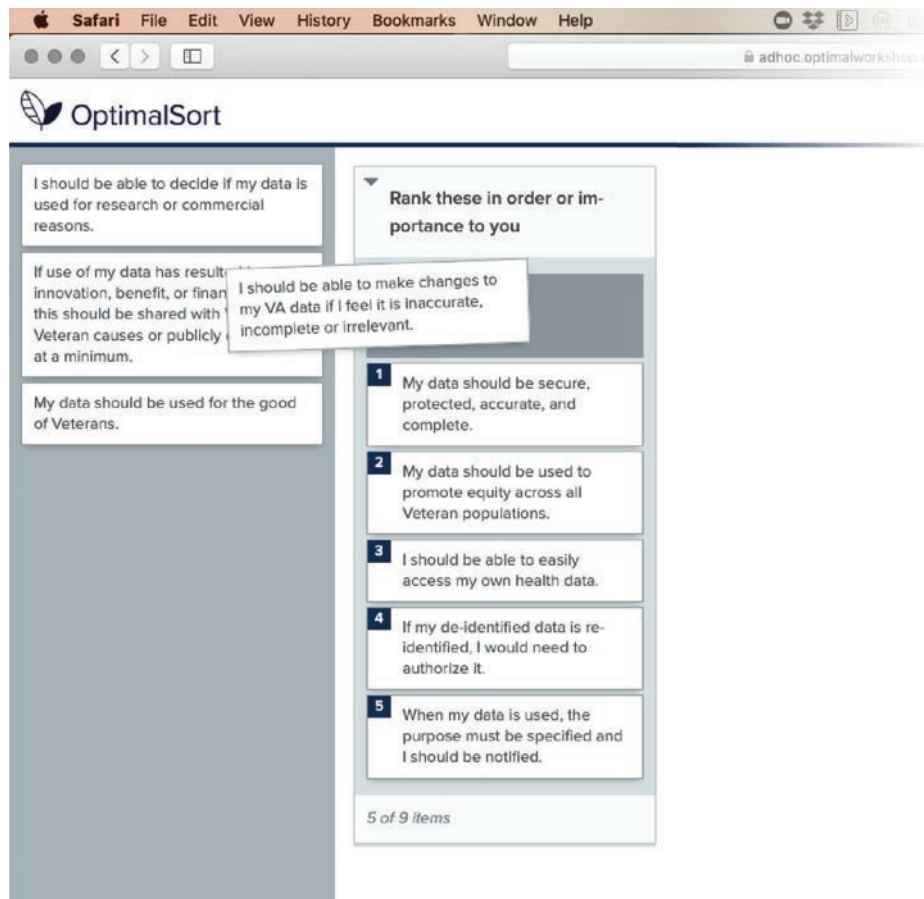 Safari File Edit View History Bookmarks Window Help
adhoc.optimalworkshop
OptimalSort
I should be able to decide if my data is
used for research or commercial
reasons.
If use of my data has
innovation, benefit, or
this should be shared with
Veteran causes or publicly
at a minimum.
My data should be used for the good
of Veterans.
Rank these in order or im-
portance to you
I should be able to make changes to
my VA data if I feel it is inaccurate,
incomplete or irrelevant.
1
My data should be secure,
protected, accurate, and
complete.
2
My data should be used to
promote equity across all
Veteran populations.
3
I should be able to easily
access my own health data.
4
If my de-identified data is re-
identified, I would need to
authorize it.
5
When my data is used, the
purpose must be specified and
I should be notified.
5 of 9 items